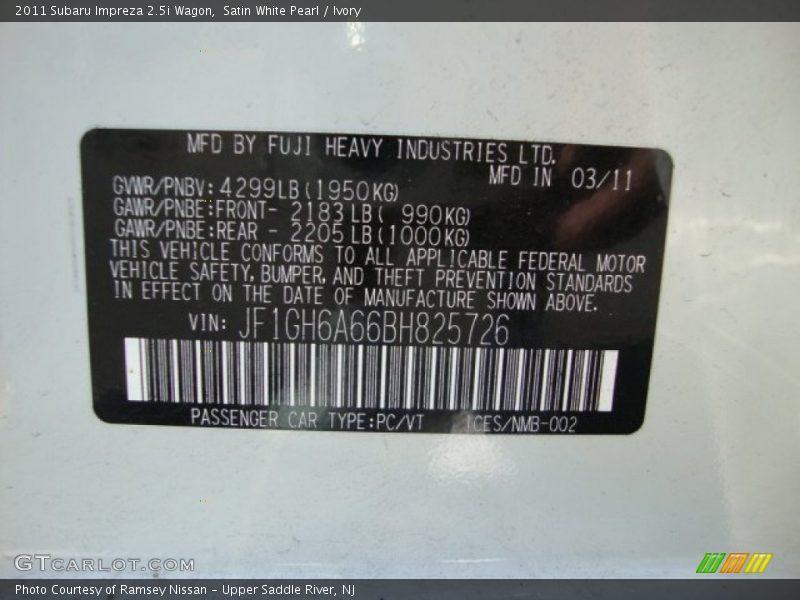 2011 Subaru Impreza 2.5i Wagon,  Satin White Pearl / Ivory
MFD BY FUJI HEAVY INDUSTRIES LTD.
MFD IN 03/11
GVWR/PNBV: 4299LB(1950KG)
GAWR/PNBE:FRONT- 2183LB( 990KG)
GAWR/PNBE:REAR - 2205LB(1000KG)
THIS VEHICLE CONFORMS TO ALL APPLICABLE FEDERAL MOTOR
VEHICLE SAFETY, BUMPER, AND THEFT PREVENTION STANDARDS
IN EFFECT ON THE DATE OF MANUFACTURE SHOWN ABOVE.
VIN: JF1GH6A66BH825726
PASSENGER CAR TYPE:PC/VT ICES/NMB-002
GTCARLOT.COM
Photo Courtesy of Ramsey Nissan - Upper Saddle River, NJ